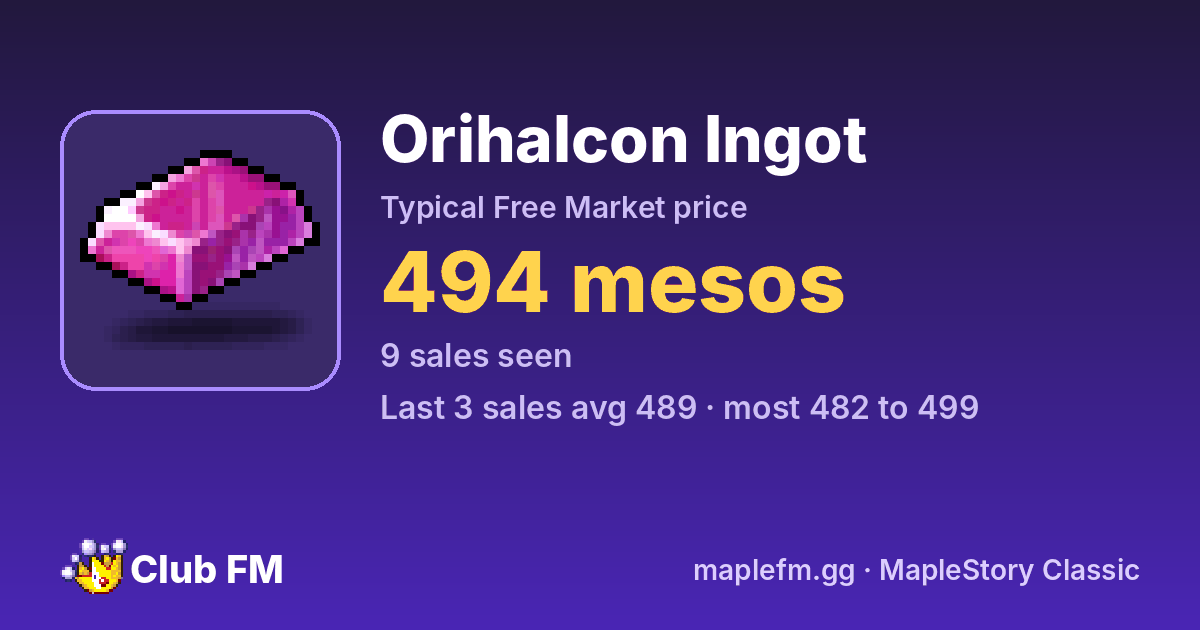 Orihalcon Ingot
Typical Free Market price
494 mesos
9 sales seen
Last 3 sales avg 489 · most 482 to 499
Club FM
maplefm.gg · MapleStory Classic